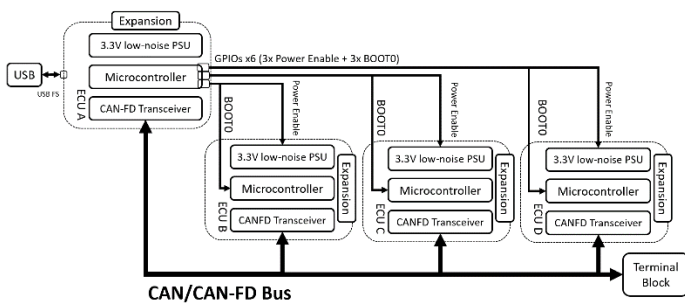 Expansion
3.3V low-noise PSU
GPIOs x6 (3x Power Enable + 3x BOOT0)
USB
USB FS
Microcontroller
ECU A
CAN-FD Transceiver
BOOT0
Power Enable
BOOT0
Power Enable
BOOT0
Power Enable
3.3V low-noise PSU
Microcontroller
CANFD Transceiver
ECU B
Expansion
3.3V low-noise PSU
Microcontroller
CANFD Transceiver
ECU C
Expansion
3.3V low-noise PSU
Microcontroller
CANFD Transceiver
ECU D
Expansion
CAN/CAN-FD Bus
Terminal
Block